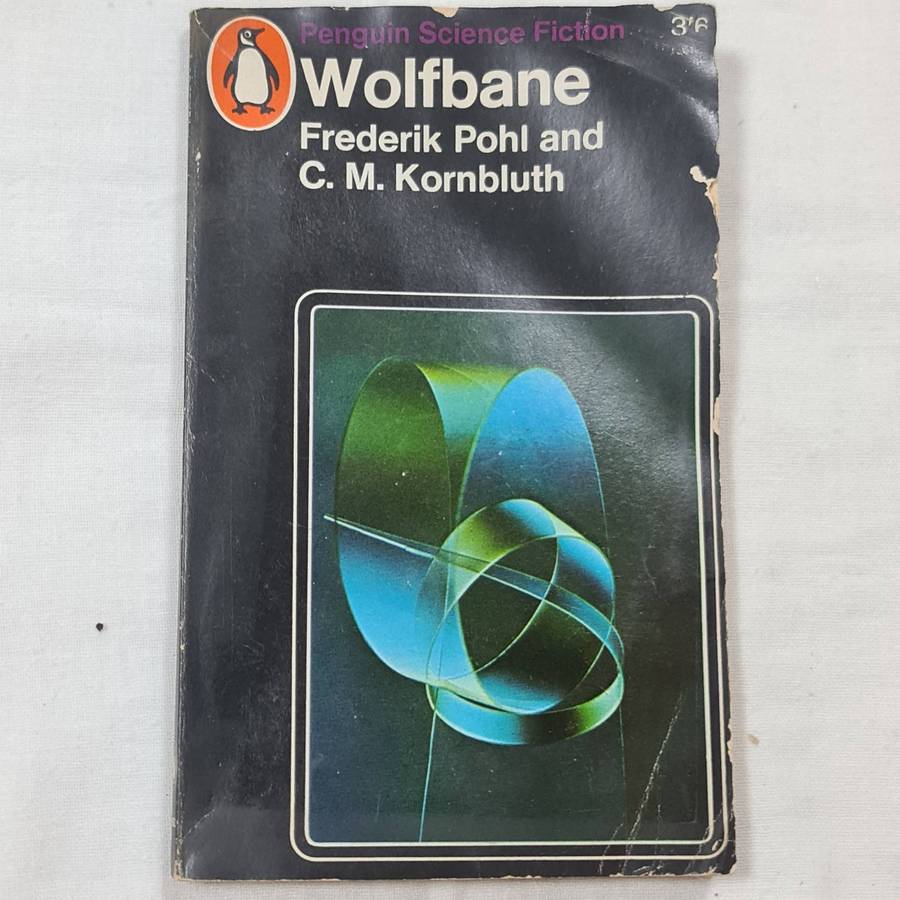 Penguin Science Fiction 3'6
Wolfbane
Frederik Pohl and
C. M. Kornbluth